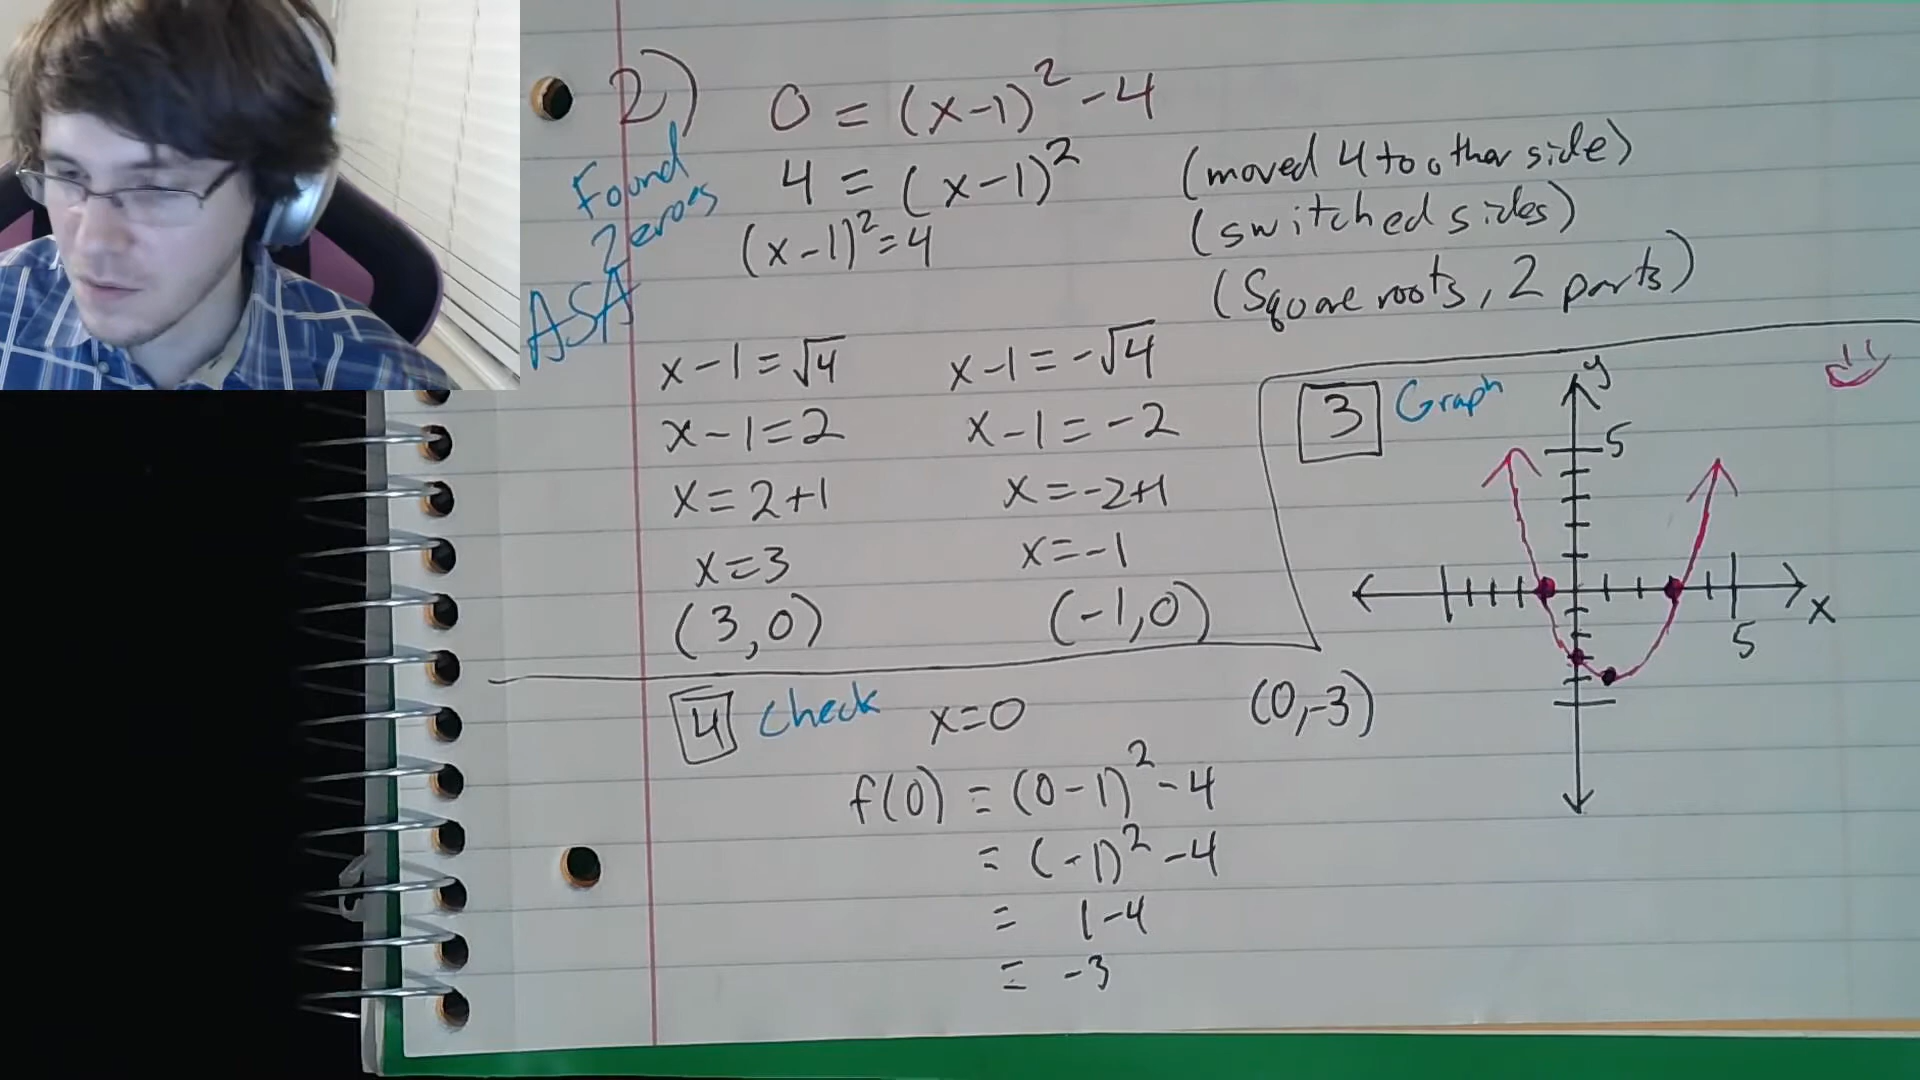 2)
0 = (x-1)² - 4
Found
Zeroes
ASA
4 = (x-1)² (moved 4 to other side)
(x-1)² = 4 (switched sides)
(Square roots, 2 parts)
x-1 = √4 x-1 = -√4
x-1 = 2 x-1 = -2
x = 2+1 x = -2+1
x = 3 x = -1
(3,0) (-1,0)
3 Graph
y
5
x
5
4 Check x=0 (0,-3)
f(0) = (0-1)² - 4
= (-1)² - 4
= 1-4
= -3